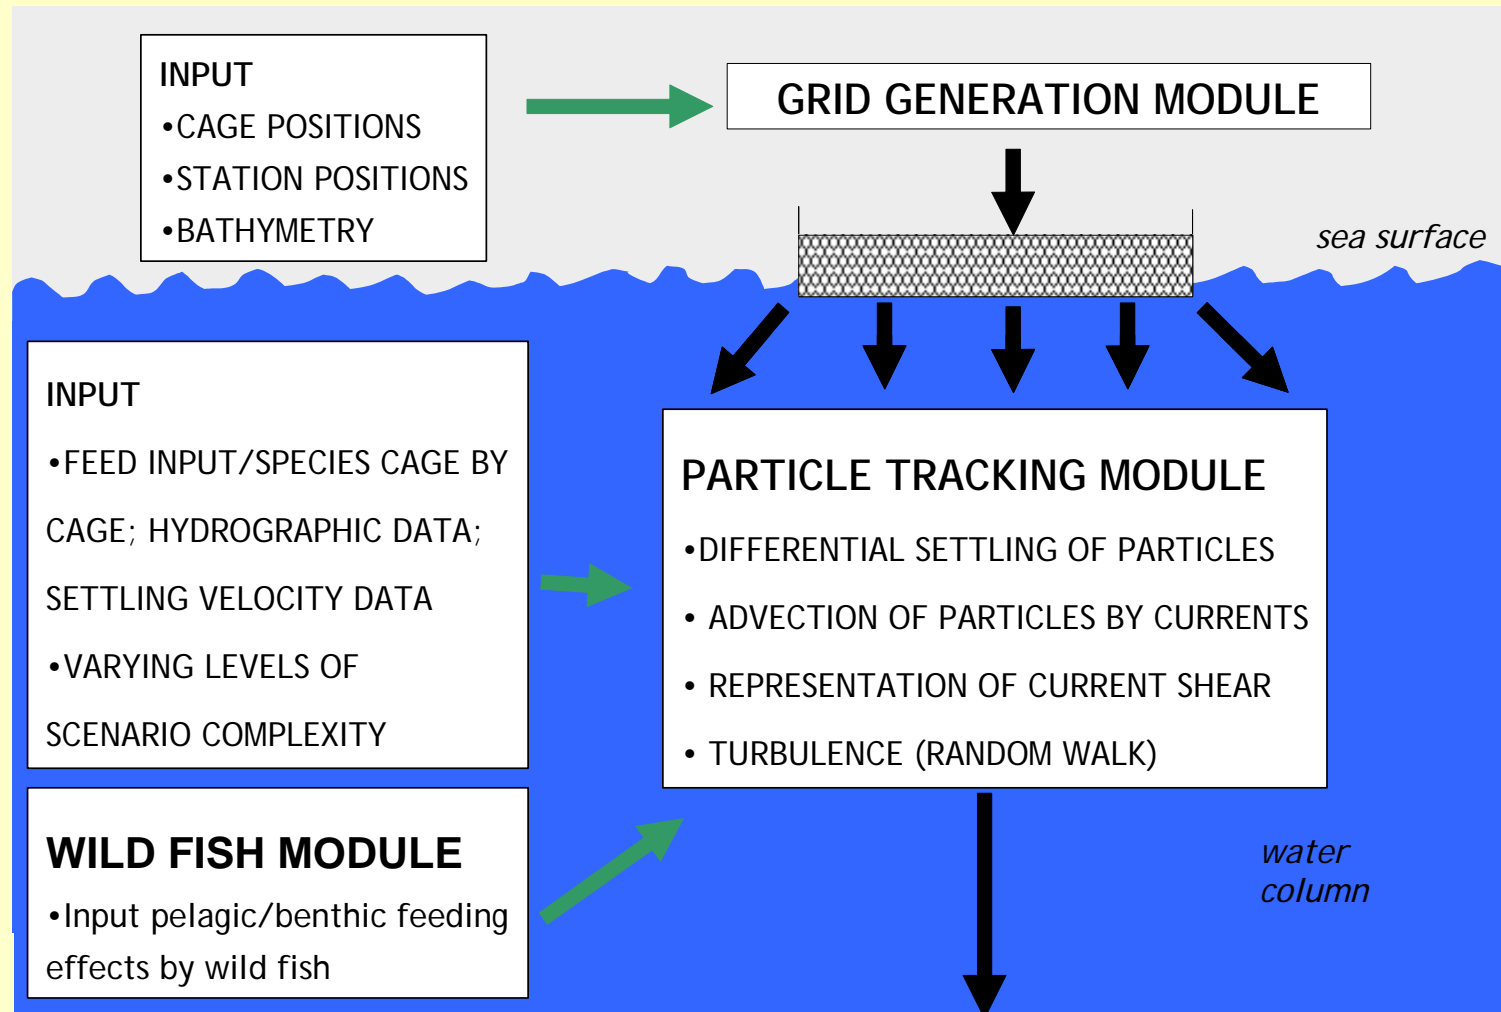 INPUT
•CAGE POSITIONS
•STATION POSITIONS
•BATHYMETRY
GRID GENERATION MODULE
sea surface
INPUT
•FEED INPUT/SPECIES CAGE BY
CAGE; HYDROGRAPHIC DATA;
SETTLING VELOCITY DATA
•VARYING LEVELS OF
SCENARIO COMPLEXITY
PARTICLE TRACKING MODULE
•DIFFERENTIAL SETTLING OF PARTICLES
• ADVECTION OF PARTICLES BY CURRENTS
• REPRESENTATION OF CURRENT SHEAR
• TURBULENCE (RANDOM WALK)
WILD FISH MODULE
•Input pelagic/benthic feeding
effects by wild fish
water
column